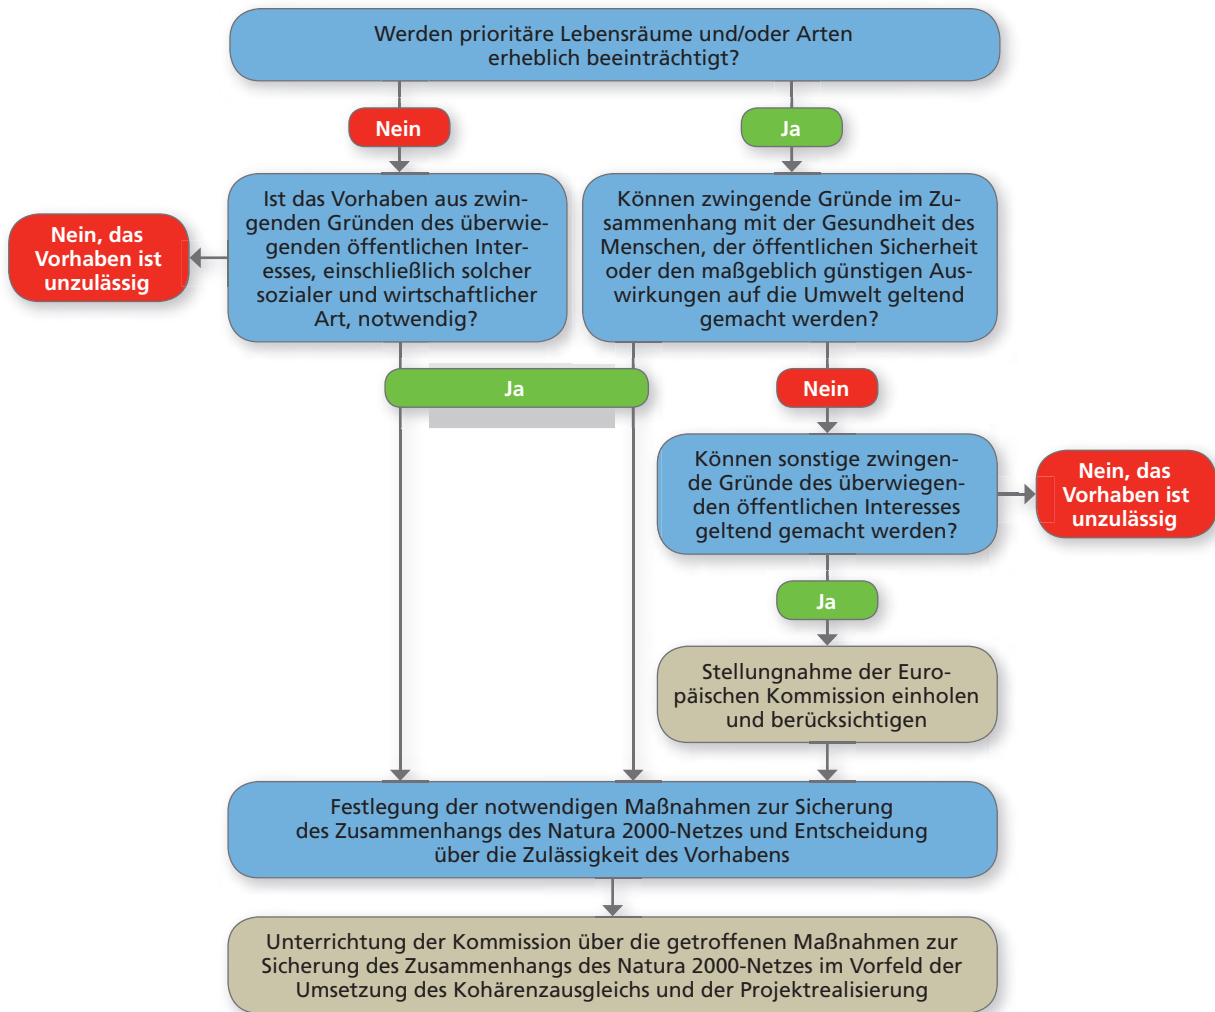 Werden prioritäre Lebensräume und/oder Arten
erheblich beeinträchtigt?
Nein
Ja
Ist das Vorhaben aus zwin-
genden Gründen des überwie-
genden öffentlichen Inter-
esses, einschließlich solcher
sozialer und wirtschaftlicher
Art, notwendig?
Nein, das
Vorhaben ist
unzulässig
Können zwingende Gründe im Zu-
sammenhang mit der Gesundheit des
Menschen, der öffentlichen Sicherheit
oder den maßgeblich günstigen Aus-
wirkungen auf die Umwelt geltend
gemacht werden?
Ja
Nein
Können sonstige zwingen-
de Gründe des überwiegen-
den öffentlichen Interesses
geltend gemacht werden?
Nein, das
Vorhaben ist
unzulässig
Ja
Stellungnahme der Euro-
päischen Kommission einholen
und berücksichtigen
Festlegung der notwendigen Maßnahmen zur Sicherung
des Zusammenhangs des Natura 2000-Netzes und Entscheidung
über die Zulässigkeit des Vorhabens
Unterrichtung der Kommission über die getroffenen Maßnahmen zur
Sicherung des Zusammenhangs des Natura 2000-Netzes im Vorfeld der
Umsetzung des Kohärenzausgleichs und der Projektrealisierung